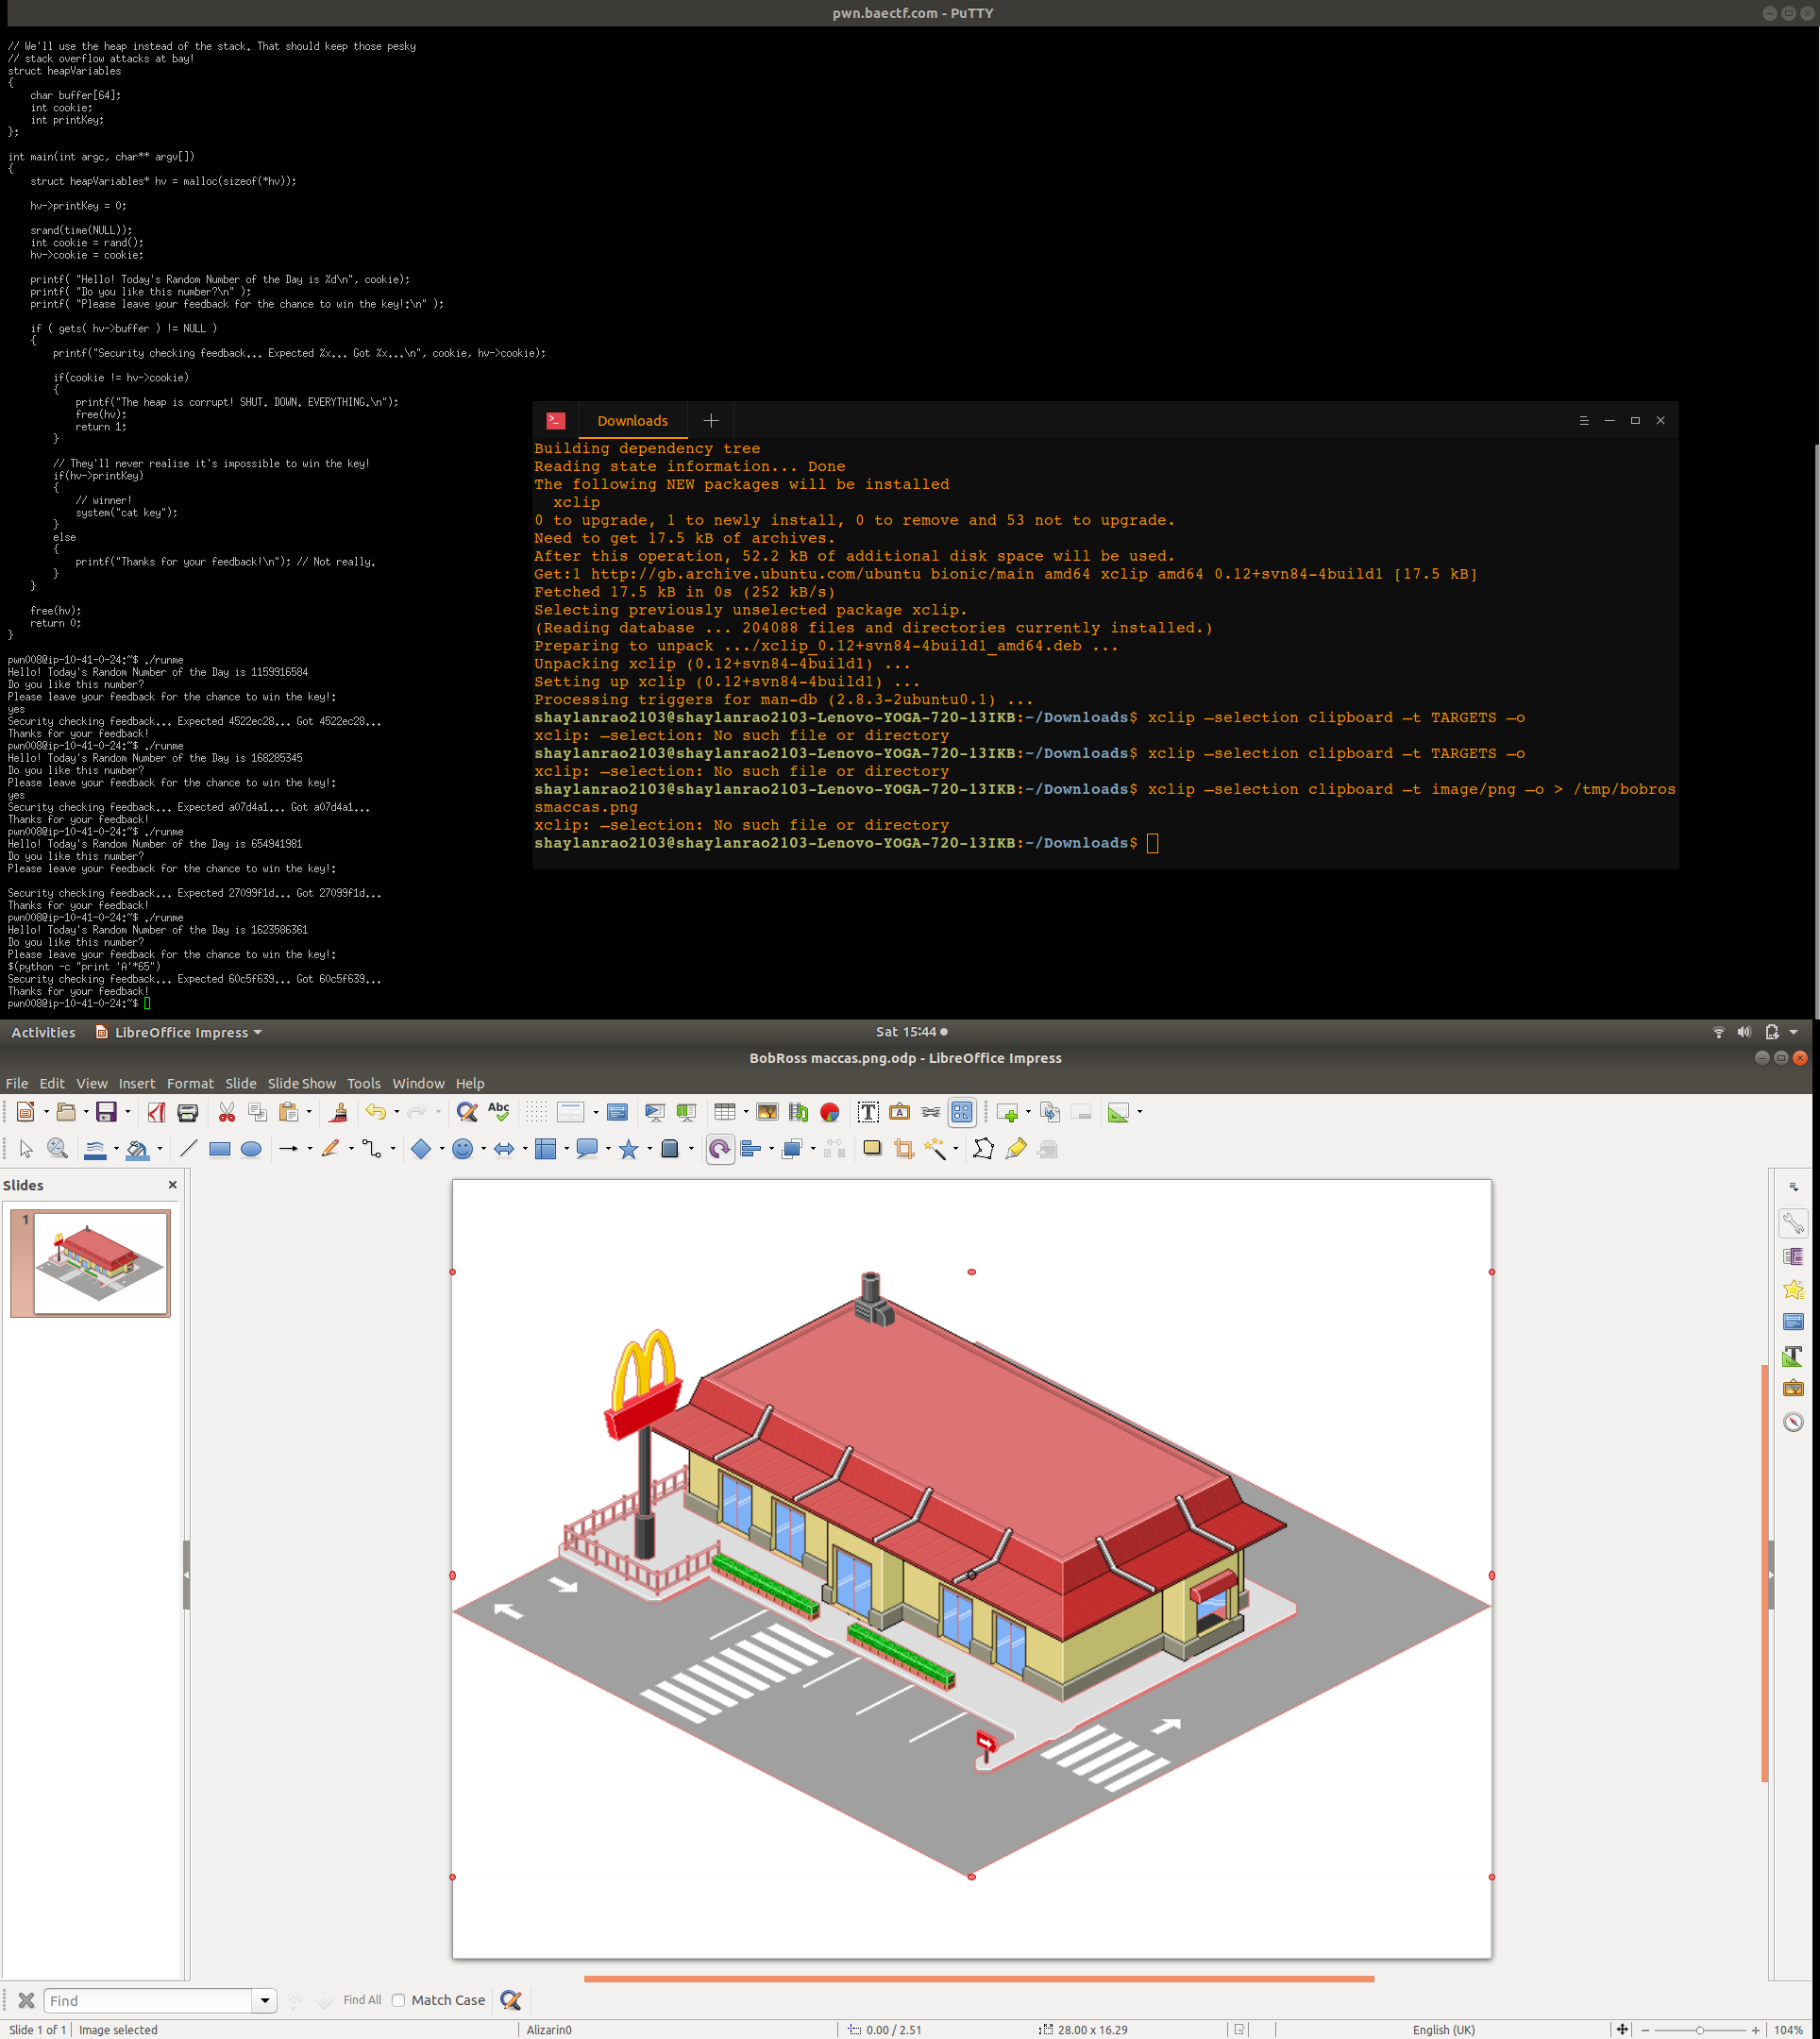 pwn.baectf.com - PuTTY
// We'll use the heap instead of the stack. That should keep those pesky
// stack overflow attacks at bay!
struct heapVariables
{
    char buffer[64];
    int cookie;
    int printKey;
};
int main(int argc, char** argv[])
{
    struct heapVariables* hv = malloc(sizeof(*hv));
    hv->printKey = 0;
    srand(time(NULL));
    int cookie = rand();
    hv->cookie = cookie;
    printf( "Hello! Today's Random Number of the Day is %d\n", cookie);
    printf( "Do you like this number?\n" );
    printf( "Please leave your feedback for the chance to win the key!:\n" );
    if ( gets( hv->buffer ) != NULL )
    {
        printf("Security checking feedback... Expected %x... Got %x...\n", cookie, hv->cookie);
        if(cookie != hv->cookie)
        {
            printf("The heap is corrupt! SHUT. DOWN. EVERYTHING.\n");
            free(hv);
            return 1;
        }
        // They'll never realise it's impossible to win the key!
        if(hv->printKey)
        {
            // winner!
            system("cat key");
        }
        else
        {
            printf("Thanks for your feedback!\n"); // Not really.
        }
    }
    free(hv);
    return 0;
}
pwn008@ip-10-41-0-24:~$ ./runme
Hello! Today's Random Number of the Day is 1159916584
Do you like this number?
Please leave your feedback for the chance to win the key!:
yes
Security checking feedback... Expected 4522ec28... Got 4522ec28...
Thanks for your feedback!
pwn008@ip-10-41-0-24:~$ ./runme
Hello! Today's Random Number of the Day is 168285345
Do you like this number?
Please leave your feedback for the chance to win the key!:
yes
Security checking feedback... Expected a07d4a1... Got a07d4a1...
Thanks for your feedback!
pwn008@ip-10-41-0-24:~$ ./runme
Hello! Today's Random Number of the Day is 654941981
Do you like this number?
Please leave your feedback for the chance to win the key!:
Security checking feedback... Expected 27099f1d... Got 27099f1d...
Thanks for your feedback!
pwn008@ip-10-41-0-24:~$ ./runme
Hello! Today's Random Number of the Day is 1623586361
Do you like this number?
Please leave your feedback for the chance to win the key!:
$(python -c "print 'A'*65")
Security checking feedback... Expected 60c5f639... Got 60c5f639...
Thanks for your feedback!
pwn008@ip-10-41-0-24:~$
Downloads
Building dependency tree
Reading state information... Done
The following NEW packages will be installed
  xclip
0 to upgrade, 1 to newly install, 0 to remove and 53 not to upgrade.
Need to get 17.5 kB of archives.
After this operation, 52.2 kB of additional disk space will be used.
Get:1 http://gb.archive.ubuntu.com/ubuntu bionic/main amd64 xclip amd64 0.12+svn84-4build1 [17.5 kB]
Fetched 17.5 kB in 0s (252 kB/s)
Selecting previously unselected package xclip.
(Reading database ... 204088 files and directories currently installed.)
Preparing to unpack .../xclip_0.12+svn84-4build1_amd64.deb ...
Unpacking xclip (0.12+svn84-4build1) ...
Setting up xclip (0.12+svn84-4build1) ...
Processing triggers for man-db (2.8.3-2ubuntu0.1) ...
shaylanrao2103@shaylanrao2103-Lenovo-YOGA-720-13IKB:~/Downloads$ xclip –selection clipboard –t TARGETS –o
xclip: –selection: No such file or directory
shaylanrao2103@shaylanrao2103-Lenovo-YOGA-720-13IKB:~/Downloads$ xclip –selection clipboard –t TARGETS –o
xclip: –selection: No such file or directory
shaylanrao2103@shaylanrao2103-Lenovo-YOGA-720-13IKB:~/Downloads$ xclip –selection clipboard –t image/png –o > /tmp/bobros
smaccas.png
xclip: –selection: No such file or directory
shaylanrao2103@shaylanrao2103-Lenovo-YOGA-720-13IKB:~/Downloads$
Activities LibreOffice Impress Sat 15:44
BobRoss maccas.png.odp - LibreOffice Impress
File Edit View Insert Format Slide Slide Show Tools Window Help
Abc
Slides
1
Find Find All Match Case
Slide 1 of 1 Image selected Alizarin0 0.00 / 2.51 28.00 x 16.29 English (UK) 104%